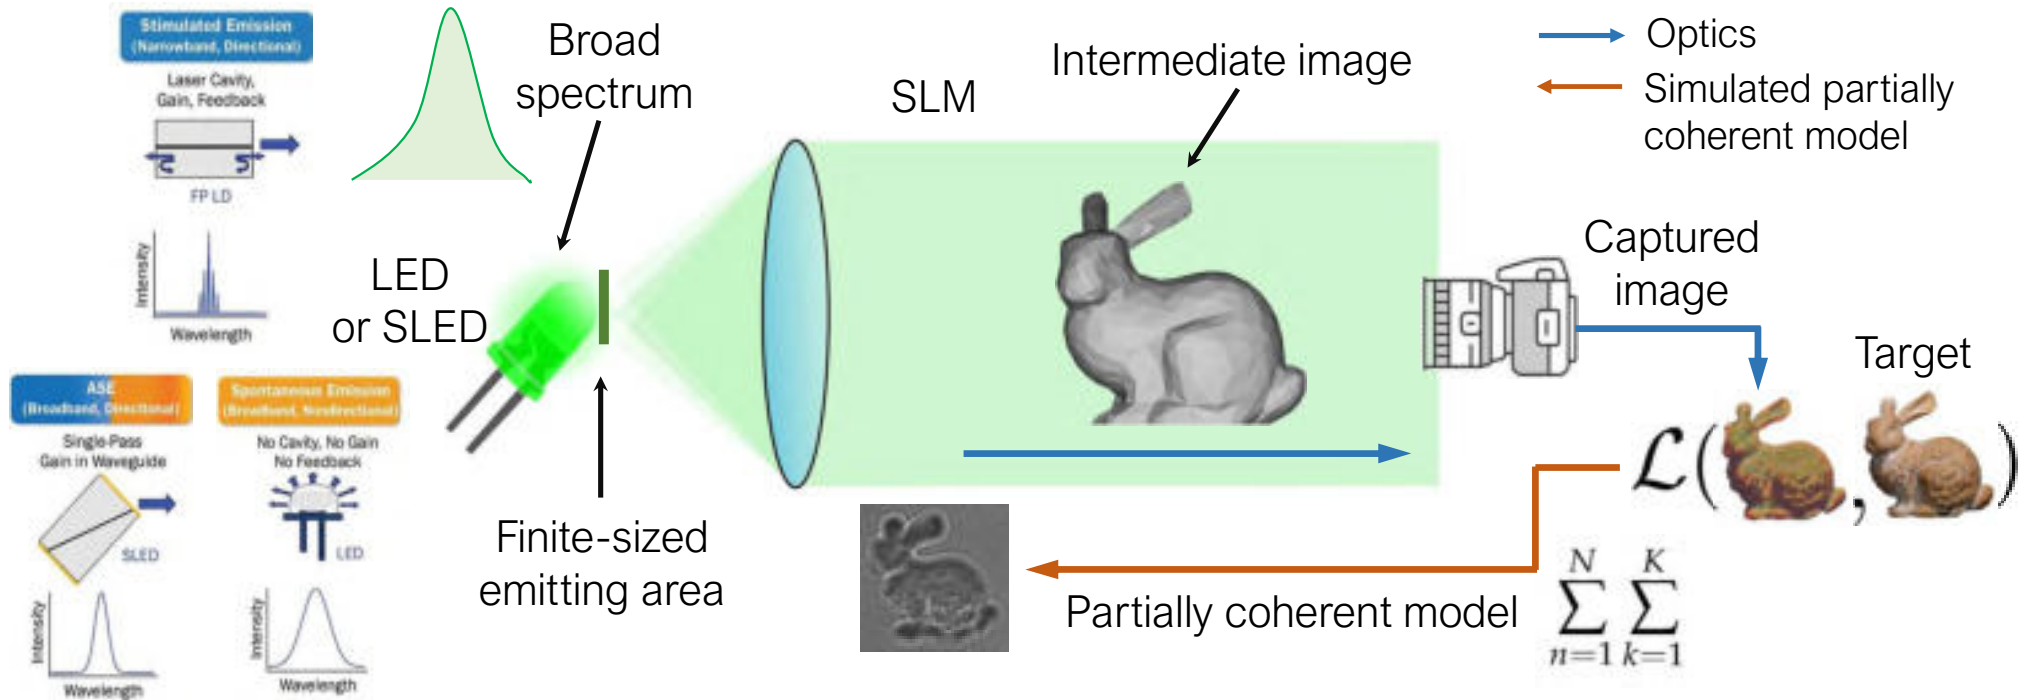 Stimulated Emission
(Narrowband, Directional)
Laser Cavity,
Gain, Feedback
FP LD
Intensity
Wavelength
ASE
(Broadband, Directional)
Single-Pass
Gain in Waveguide
SLED
Intensity
Wavelength
Spontaneous Emission
(Broadband, Nondirectional)
No Cavity, No Gain
No Feedback
LED
Intensity
Wavelength
Broad
spectrum
LED
or SLED
Finite-sized
emitting area
SLM
Intermediate image
Optics
Simulated partially
coherent model
Captured
image
Target
ℒ( , )
Partially coherent model
N K
∑ ∑
n=1 k=1